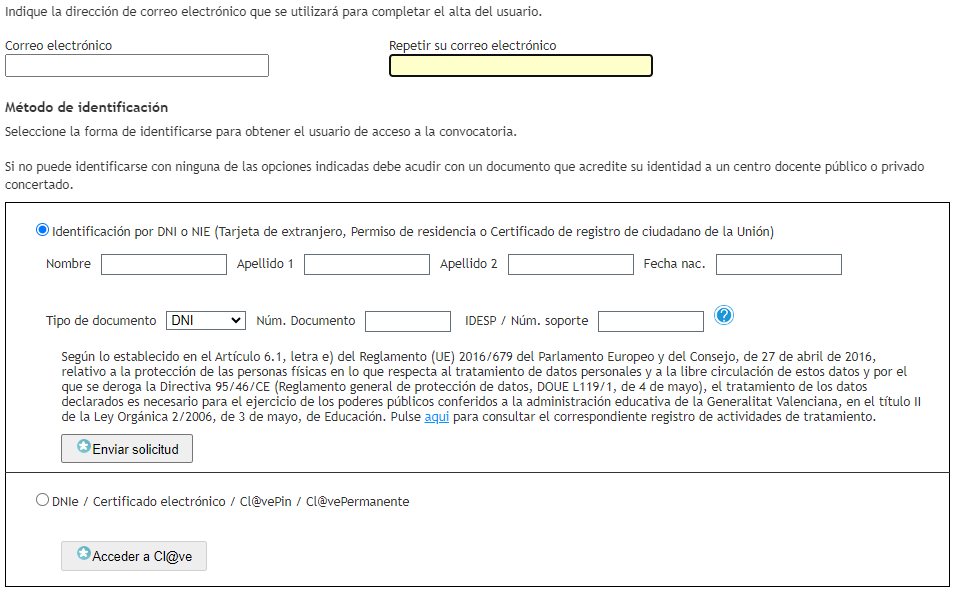 Indique la dirección de correo electrónico que se utilizará para completar el alta del usuario.
Correo electrónico Repetir su correo electrónico
Método de identificación
Seleccione la forma de identificarse para obtener el usuario de acceso a la convocatoria.
Si no puede identificarse con ninguna de las opciones indicadas debe acudir con un documento que acredite su identidad a un centro docente público o privado
concertado.
Identificación por DNI o NIE (Tarjeta de extranjero, Permiso de residencia o Certificado de registro de ciudadano de la Unión)
Nombre Apellido 1 Apellido 2 Fecha nac.
Tipo de documento DNI Núm. Documento IDESP / Núm. soporte ?
Según lo establecido en el Artículo 6.1, letra e) del Reglamento (UE) 2016/679 del Parlamento Europeo y del Consejo, de 27 de abril de 2016,
relativo a la protección de las personas físicas en lo que respecta al tratamiento de datos personales y a la libre circulación de estos datos y por el
que se deroga la Directiva 95/46/CE (Reglamento general de protección de datos, DOUE L119/1, de 4 de mayo), el tratamiento de los datos
declarados es necesario para el ejercicio de los poderes públicos conferidos a la administración educativa de la Generalitat Valenciana, en el título II
de la Ley Orgánica 2/2006, de 3 de mayo, de Educación. Pulse aqui para consultar el correspondiente registro de actividades de tratamiento.
Enviar solicitud
DNIe / Certificado electrónico / Cl@vePin / Cl@vePermanente
Acceder a Cl@ve